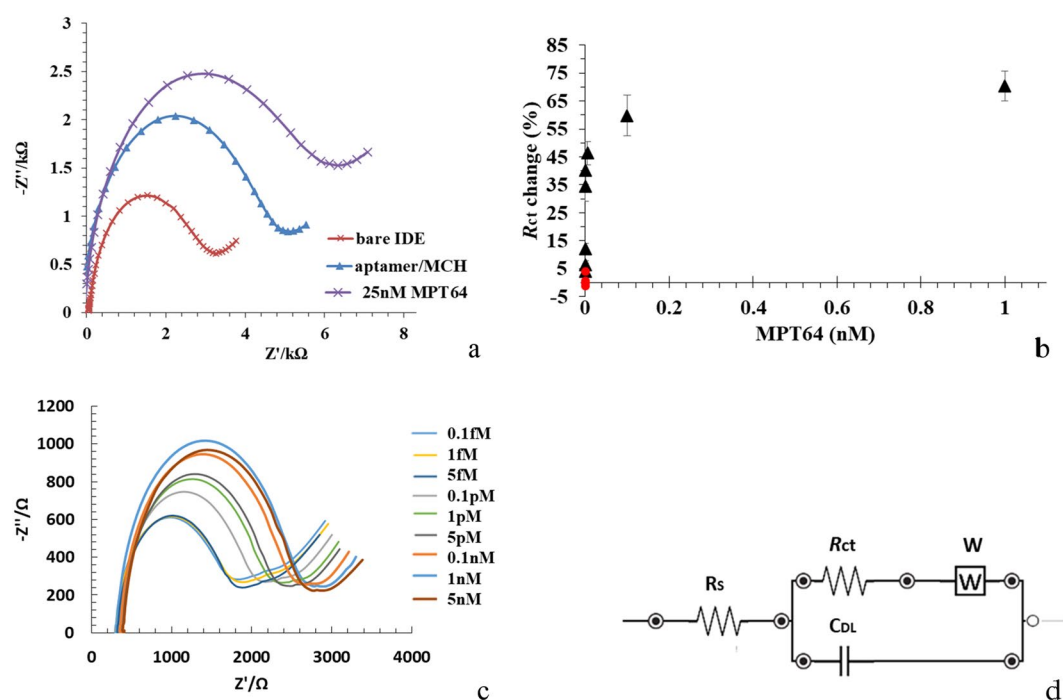 3
2.5
2
1.5
1
0.5
0
-Z''/kΩ
0 2 4 6 8
Z'/kΩ
bare IDE
aptamer/MCH
25nM MPT64
a
85
75
65
55
45
35
25
15
5
-5
Rct change (%)
0 0.2 0.4 0.6 0.8 1
MPT64 (nM)
b
1200
1000
800
600
400
200
0
-Z''/Ω
0 1000 2000 3000 4000
Z'/Ω
0.1fM
1fM
5fM
0.1pM
1pM
5pM
0.1nM
1nM
5nM
c
Rs
Rct
W
W
CDL
d